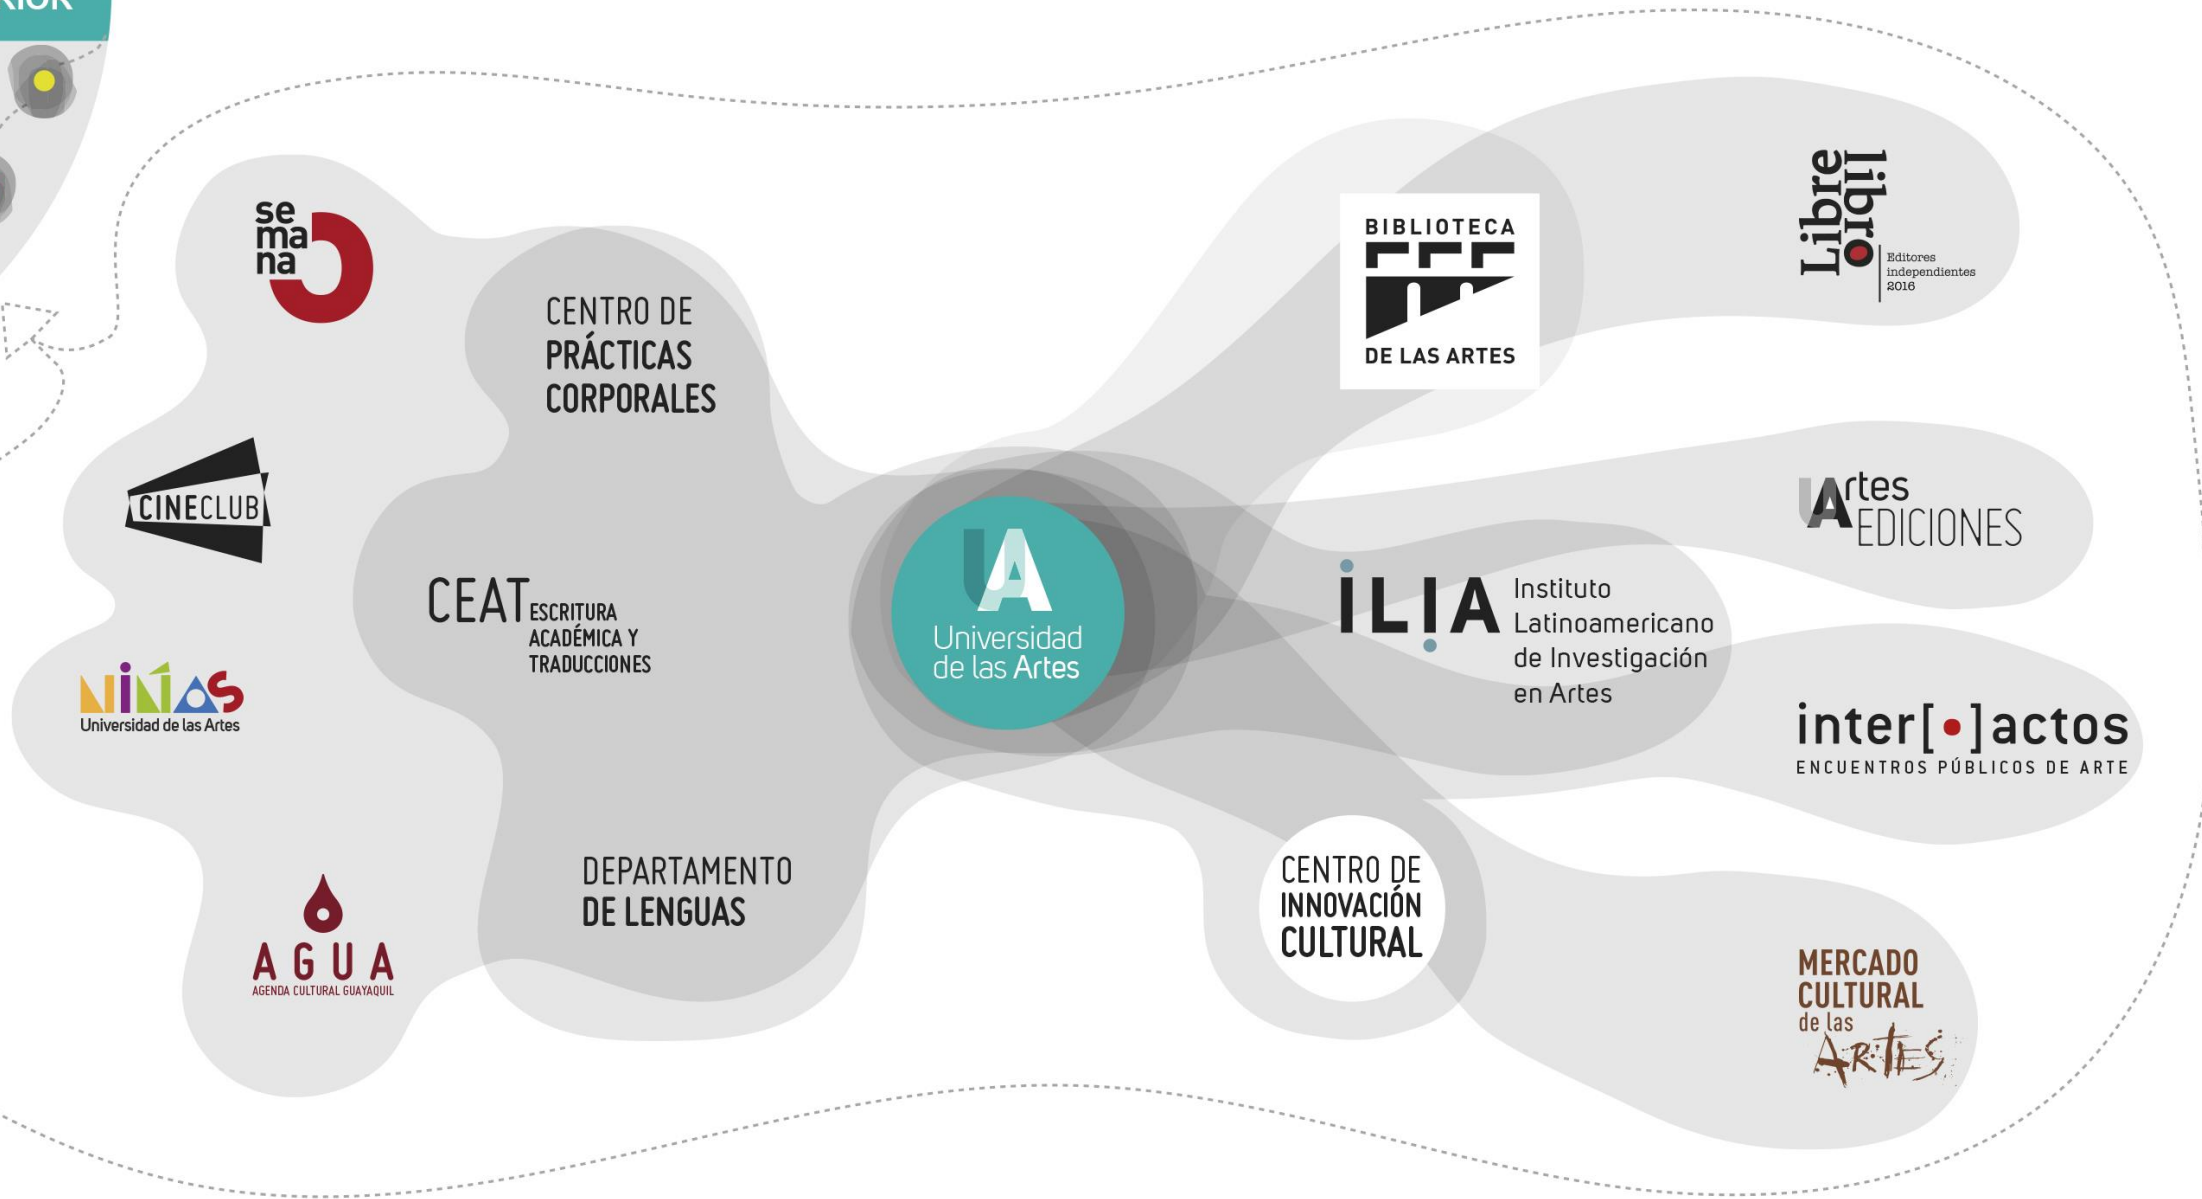 se
ma
na
CENTRO DE
PRÁCTICAS
CORPORALES
CINECLUB
CEAT ESCRITURA
ACADÉMICA Y
TRADUCCIONES
NIÑAS
Universidad de las Artes
DEPARTAMENTO
DE LENGUAS
AGUA
AGENDA CULTURAL GUAYAQUIL
UA
Universidad
de las Artes
BIBLIOTECA
DE LAS ARTES
Libre
Libro
Editores
independientes
2016
UArtes
EDICIONES
ILIA
Instituto
Latinoamericano
de Investigación
en Artes
inter[•]actos
ENCUENTROS PÚBLICOS DE ARTE
CENTRO DE
INNOVACIÓN
CULTURAL
MERCADO
CULTURAL
de las
ARTES